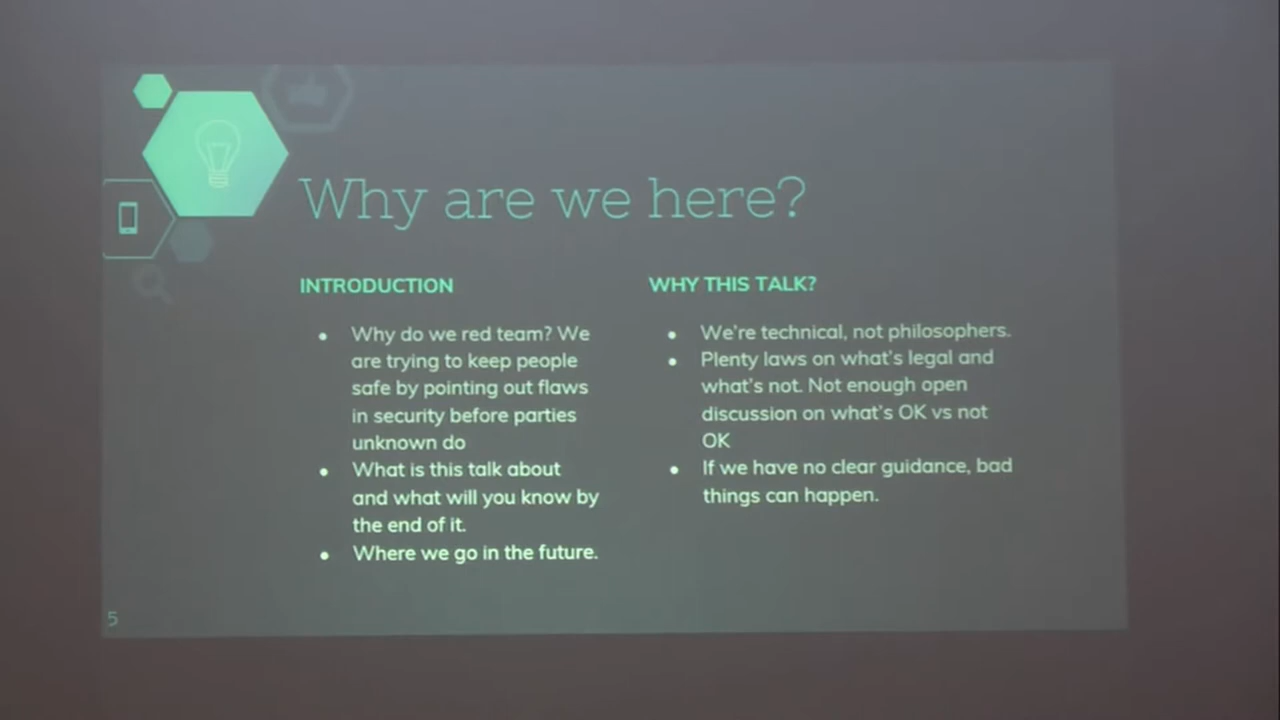 Why are we here?
INTRODUCTION
Why do we red team? We
are trying to keep people
safe by pointing out flaws
in security before parties
unknown do
What is this talk about
and what will you know by
the end of it.
Where we go in the future.
WHY THIS TALK?
We're technical, not philosophers.
Plenty laws on what's legal and
what's not. Not enough open
discussion on what's OK vs not
OK
If we have no clear guidance, bad
things can happen.
5